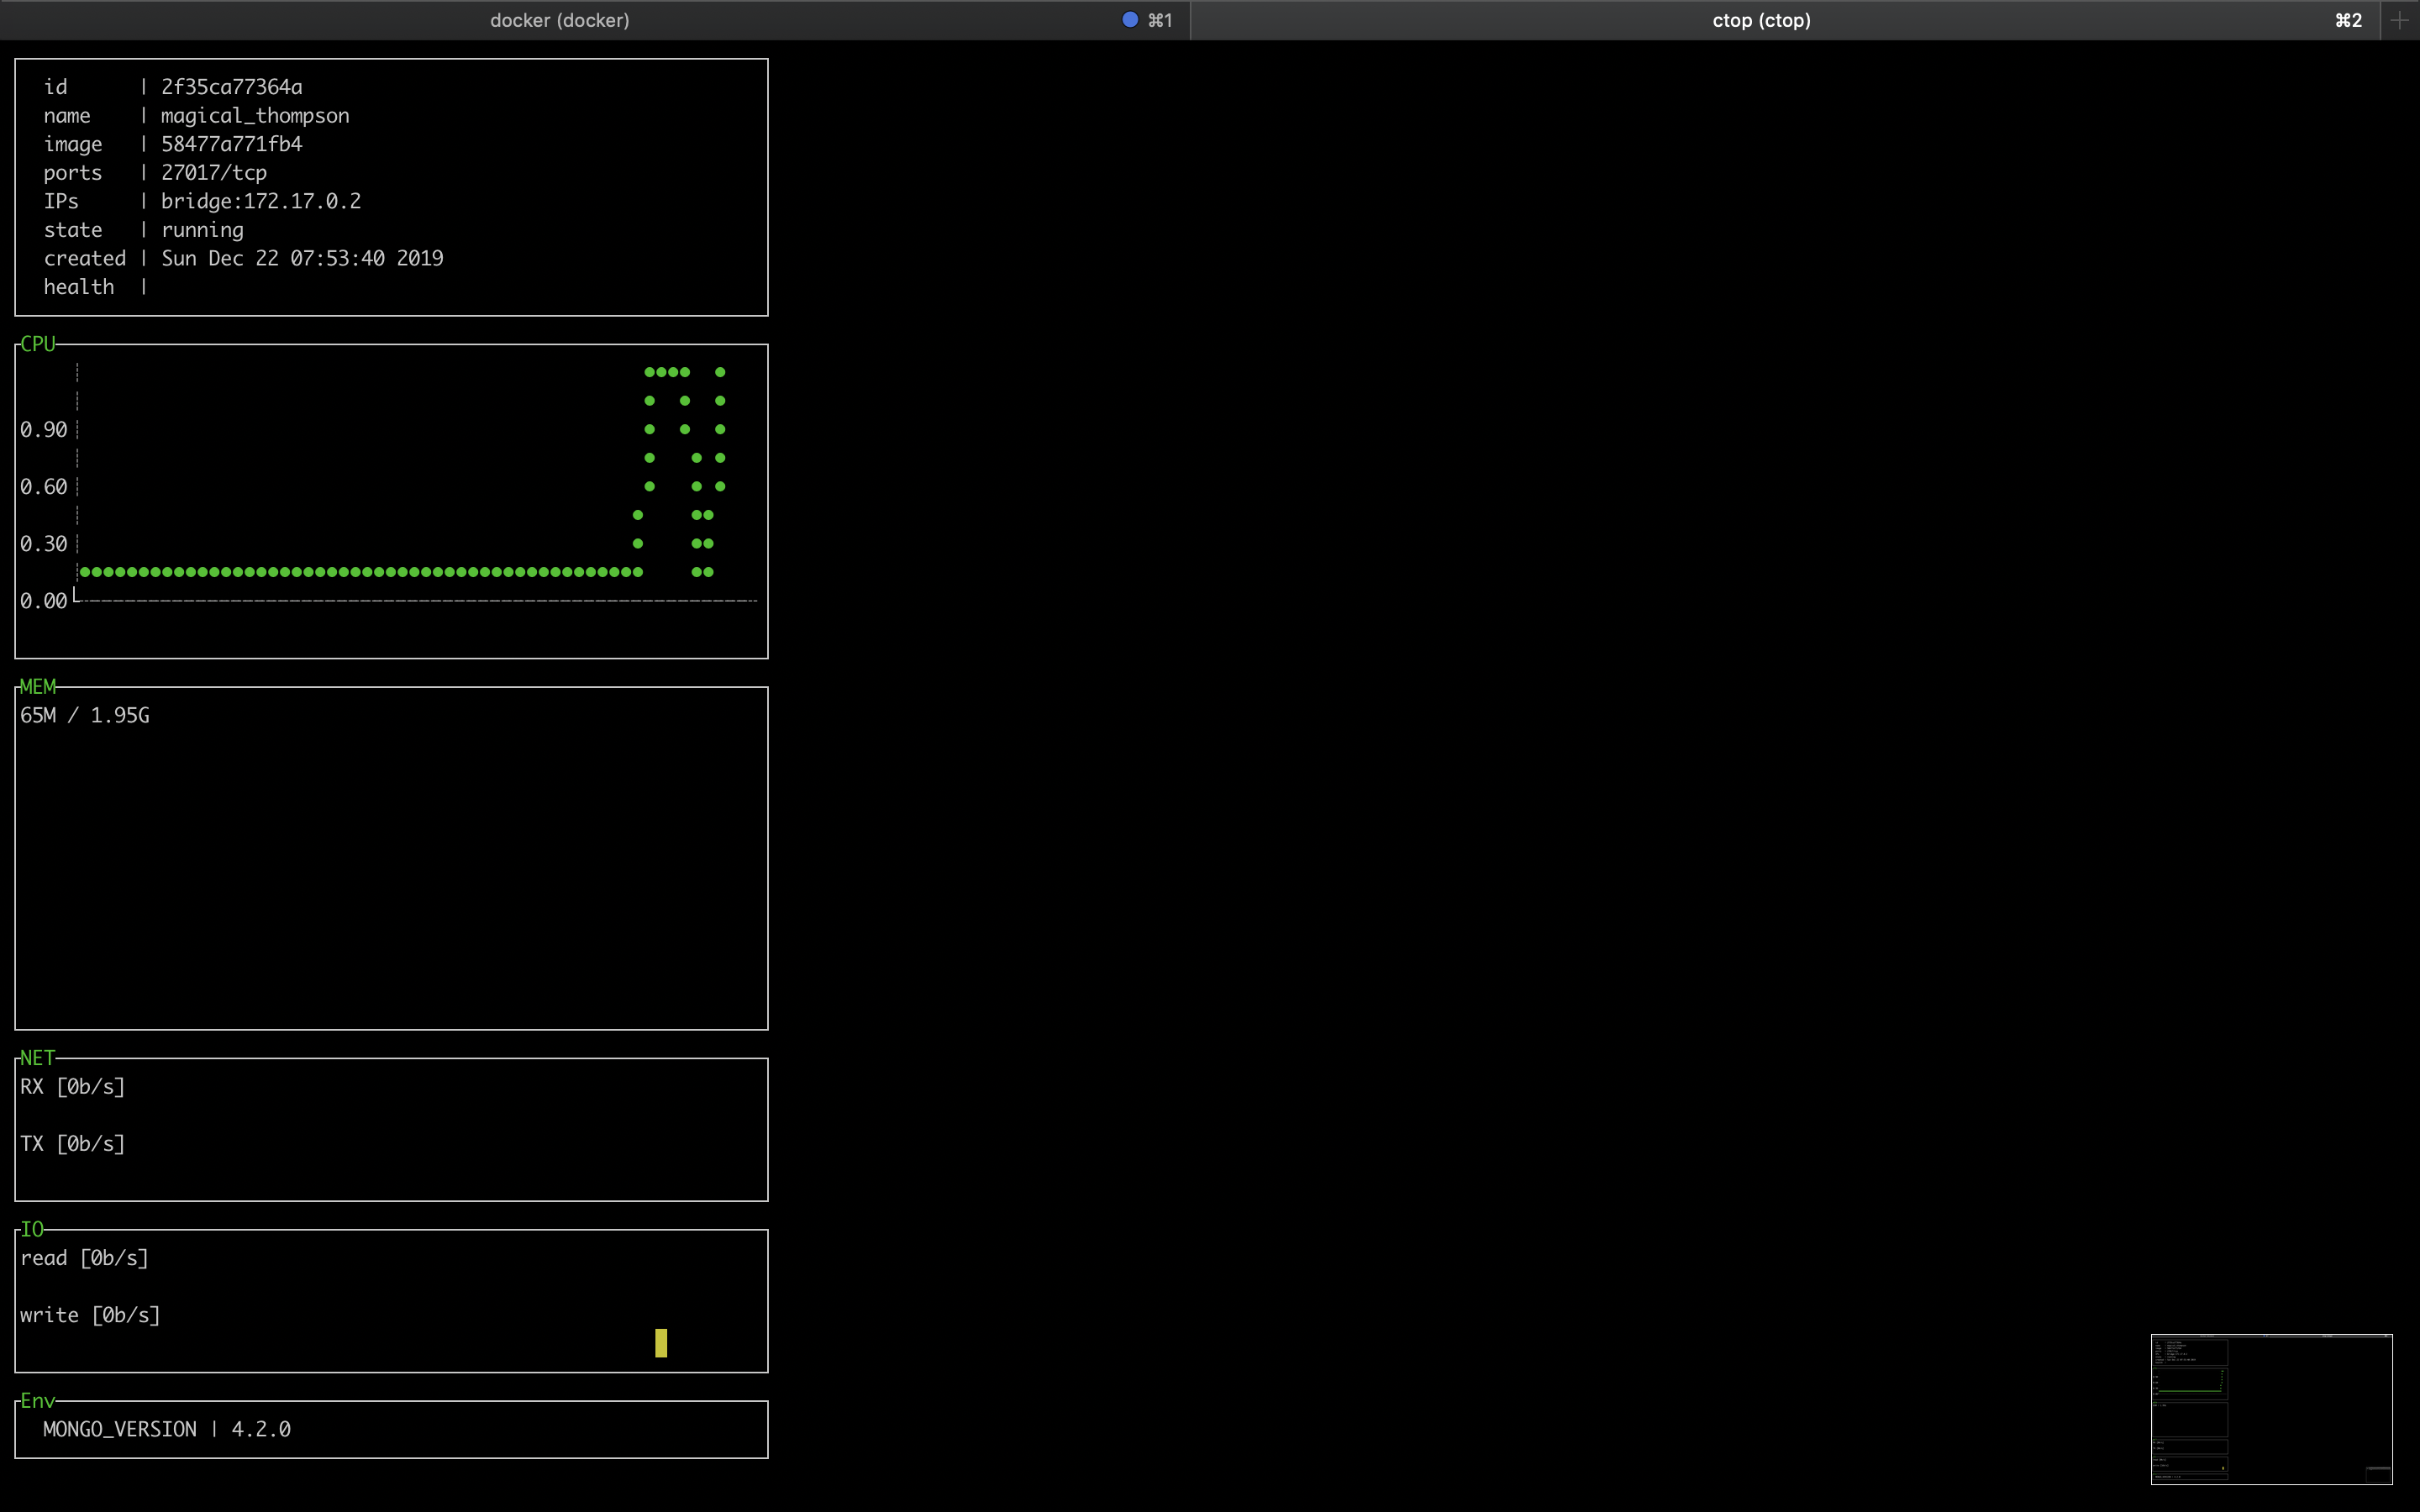 docker (docker) ⌘1 ctop (ctop) ⌘2 +
id | 2f35ca77364a
name | magical_thompson
image | 58477a771fb4
ports | 27017/tcp
IPs | bridge:172.17.0.2
state | running
created | Sun Dec 22 07:53:40 2019
health |
CPU
0.90
0.60
0.30
0.00
MEM
65M / 1.95G
NET
RX [0b/s]
TX [0b/s]
IO
read [0b/s]
write [0b/s]
Env
MONGO_VERSION | 4.2.0